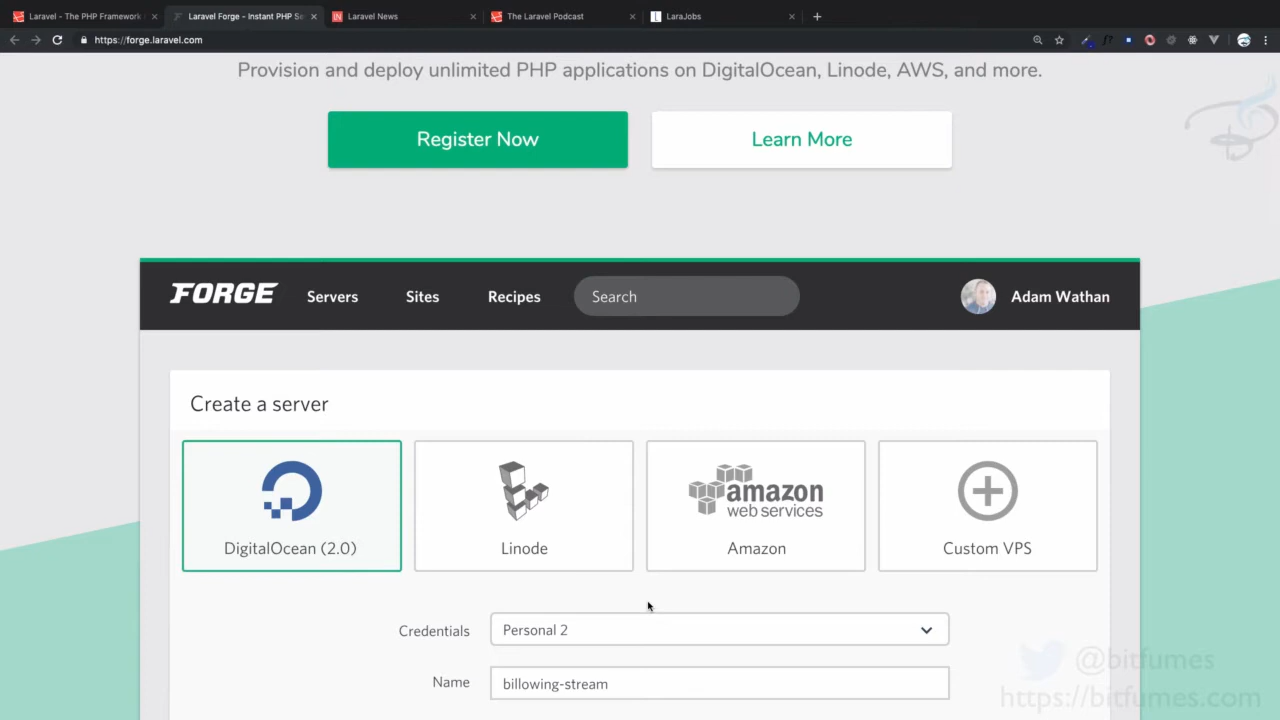 Laravel - The PHP Framework
Laravel Forge - Instant PHP Se
Laravel News
The Laravel Podcast
LaraJobs
https://forge.laravel.com
Provision and deploy unlimited PHP applications on DigitalOcean, Linode, AWS, and more.
Register Now
Learn More
FORGE
Servers
Sites
Recipes
Search
Adam Wathan
Create a server
amazon
web services
DigitalOcean (2.0)
Linode
Amazon
Custom VPS
Credentials
Personal 2
Name
billowing-stream
@bitfumes
https://bitfumes.com